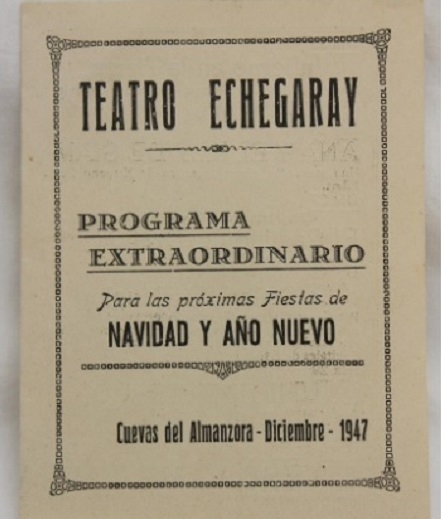 TEATRO ECHEGARAY
PROGRAMA
EXTRAORDINARIO
Para las próximas Fiestas de
NAVIDAD Y AÑO NUEVO
Cuevas del Almanzora - Diciembre - 1947